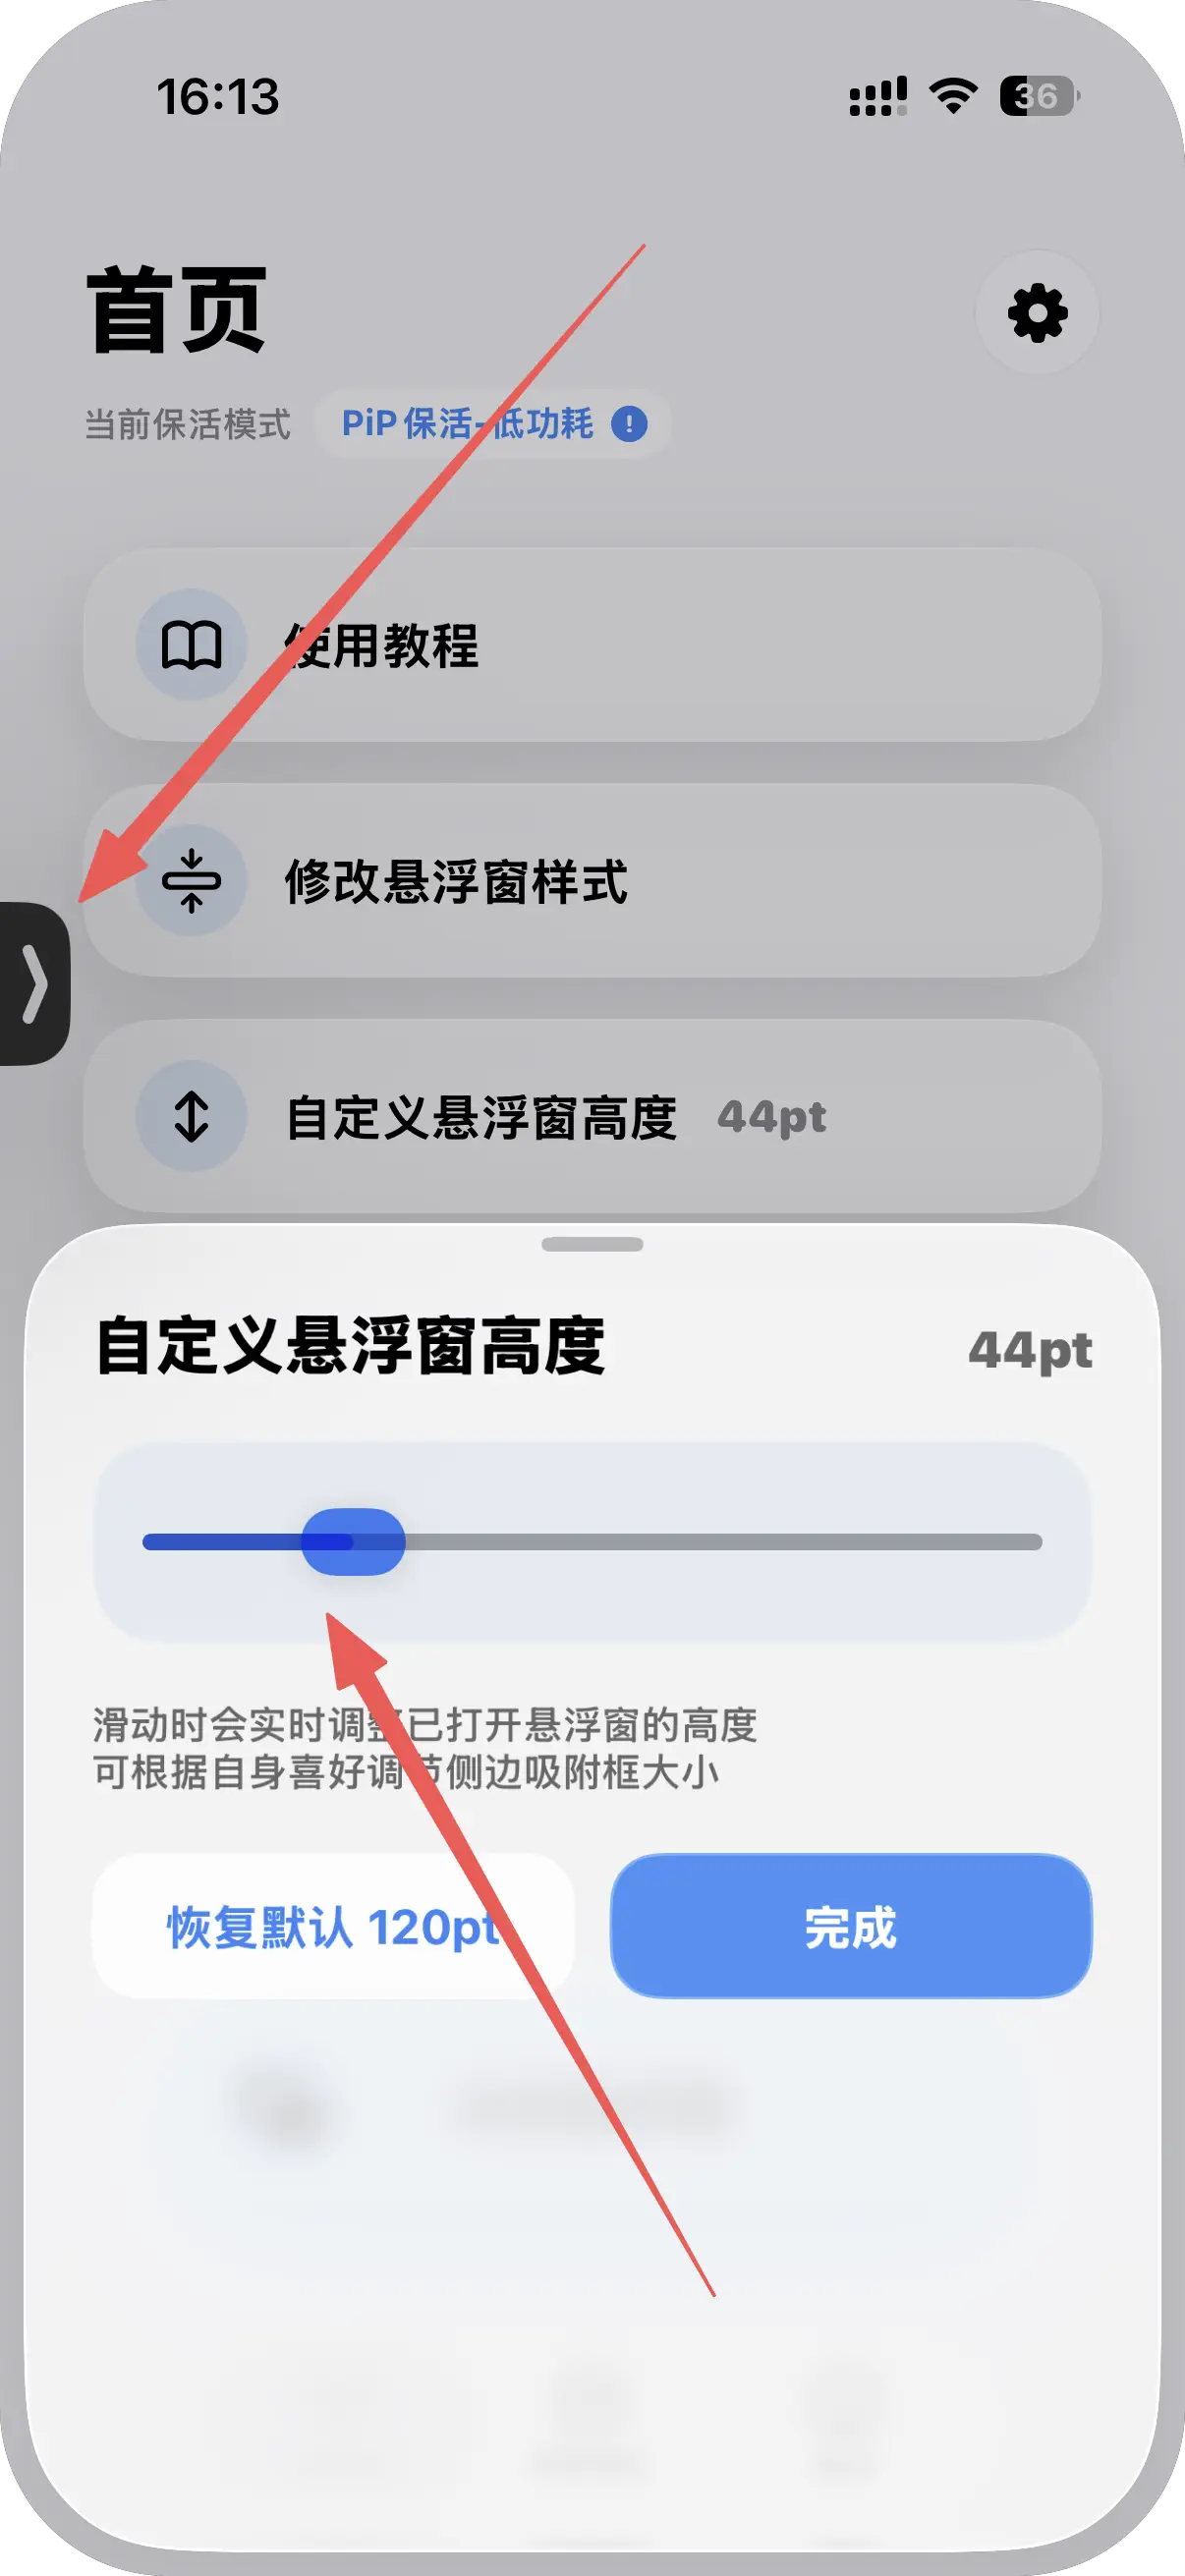 16:13
36
首页
当前保活模式 PiP 保活-低功耗
使用教程
修改悬浮窗样式
自定义悬浮窗高度 44pt
自定义悬浮窗高度 44pt
滑动时会实时调整已打开悬浮窗的高度
可根据自身喜好调节侧边吸附框大小
恢复默认 120pt 完成